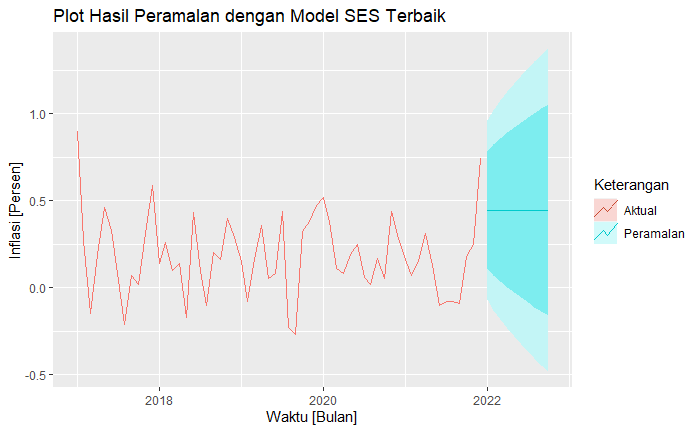 Plot Hasil Peramalan dengan Model SES Terbaik
Inflasi [Persen]
1.0
0.5
0.0
-0.5
2018
2020
2022
Waktu [Bulan]
Keterangan
Aktual
Peramalan